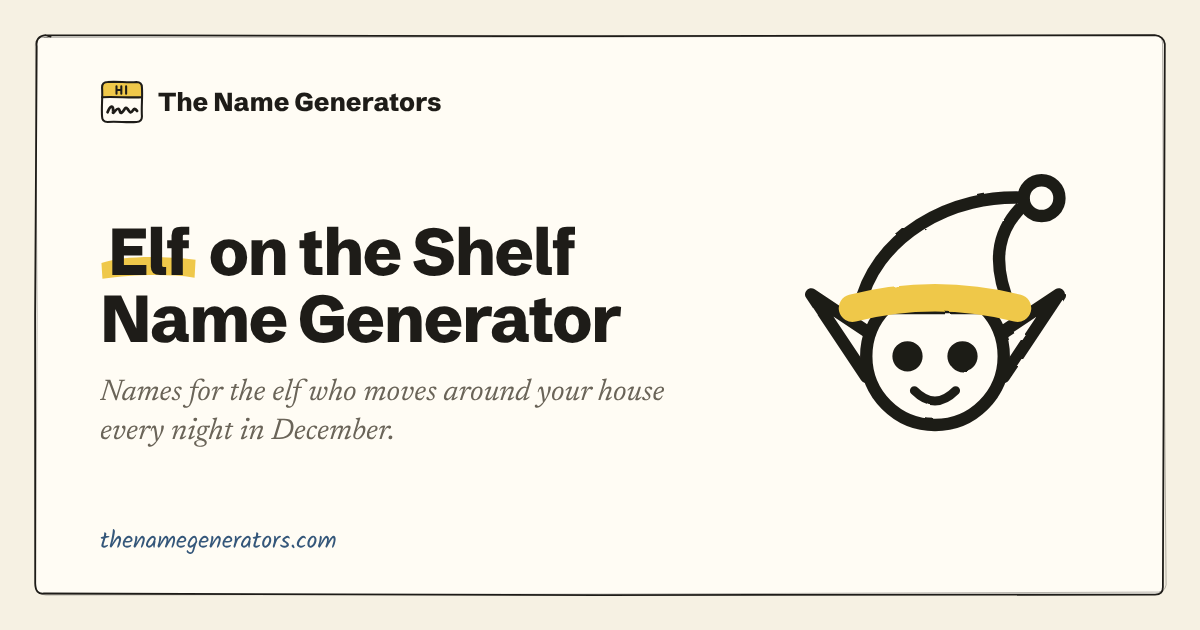 HI
The Name Generators
Elf on the Shelf
Name Generator
Names for the elf who moves around your house
every night in December.
thenamegenerators.com